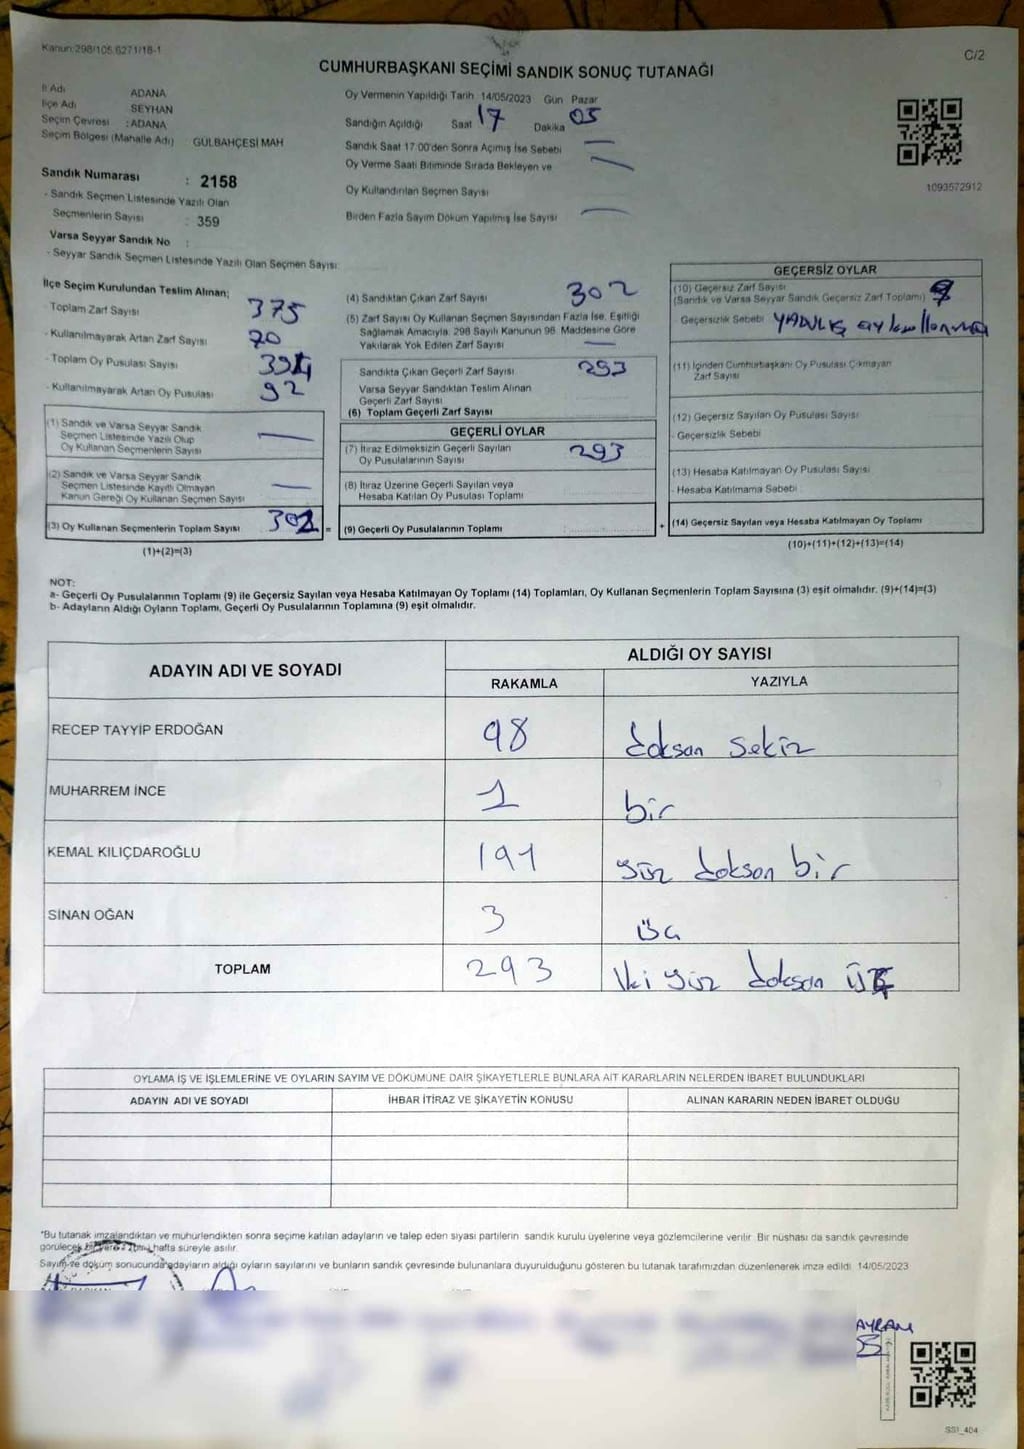 Kanun:298/105,6271/18-1
C/2
CUMHURBAŞKANI SEÇİMİ SANDIK SONUÇ TUTANAĞI
İl Adı ADANA
İlçe Adı SEYHAN
Seçim Çevresi : ADANA
Seçim Bölgesi (Mahalle Adı) GÜLBAHÇESİ MAH
Sandık Numarası : 2158
- Sandık Seçmen Listesinde Yazılı Olan
Seçmenlerin Sayısı : 359
Varsa Seyyar Sandık No :
- Seyyar Sandık Seçmen Listesinde Yazılı Olan Seçmen Sayısı:
Oy Vermenin Yapıldığı Tarih 14/05/2023 Gün Pazar
Sandığın Açıldığı Saat 17 Dakika 05
Sandık Saat 17:00'den Sonra Açılmış İse Sebebi
Oy Verme Saati Bitiminde Sırada Bekleyen ve
Oy Kullandırılan Seçmen Sayısı
Birden Fazla Sayım Döküm Yapılmış İse Sayısı
1093572912
İlçe Seçim Kurulundan Teslim Alınan;
Toplam Zarf Sayısı 375
- Kullanılmayarak Artan Zarf Sayısı 70
- Toplam Oy Pusulası Sayısı
- Kullanılmayarak Artan Oy Pusulası 92
(1) Sandık ve Varsa Seyyar Sandık
Seçmen Listesinde Yazılı Olup
Oy Kullanan Seçmenlerin Sayısı
(2) Sandık ve Varsa Seyyar Sandık
Seçmen Listesinde Kayıtlı Olmayan
Kanun Gereği Oy Kullanan Seçmen Sayısı
(3) Oy Kullanan Seçmenlerin Toplam Sayısı 302 =
(1)+(2)=(3)
(4) Sandıktan Çıkan Zarf Sayısı 302
(5) Zarf Sayısı Oy Kullanan Seçmen Sayısından Fazla İse, Eşitliği
Sağlamak Amacıyla, 298 Sayılı Kanunun 98. Maddesine Göre
Yakılarak Yok Edilen Zarf Sayısı
Sandıkta Çıkan Geçerli Zarf Sayısı 293
Varsa Seyyar Sandıktan Teslim Alınan
Geçerli Zarf Sayısı
(6) Toplam Geçerli Zarf Sayısı
GEÇERLİ OYLAR
(7) İtiraz Edilmeksizin Geçerli Sayılan
Oy Pusulalarının Sayısı 293
(8) İtiraz Üzerine Geçerli Sayılan veya
Hesaba Katılan Oy Pusulası Toplamı
(9) Geçerli Oy Pusulalarının Toplamı +
GEÇERSİZ OYLAR
(10) Geçersiz Zarf Sayısı
(Sandık ve Varsa Seyyar Sandık Geçersiz Zarf Toplamı) 9
Geçersizlik Sebebi
(11) İçinden Cumhurbaşkanı Oy Pusulası Çıkmayan
Zarf Sayısı
(12) Geçersiz Sayılan Oy Pusulası Sayısı
- Geçersizlik Sebebi
(13) Hesaba Katılmayan Oy Pusulası Sayısı
- Hesaba Katılmama Sebebi
(14) Geçersiz Sayılan veya Hesaba Katılmayan Oy Toplamı
(10)+(11)+(12)+(13)=(14)
NOT:
a- Geçerli Oy Pusulalarının Toplamı (9) ile Geçersiz Sayılan veya Hesaba Katılmayan Oy Toplamı (14) Toplamları, Oy Kullanan Seçmenlerin Toplam Sayısına (3) eşit olmalıdır. (9)+(14)=(3)
b- Adayların Aldığı Oyların Toplamı, Geçerli Oy Pusulalarının Toplamına (9) eşit olmalıdır.
ADAYIN ADI VE SOYADI ALDIĞI OY SAYISI
RAKAMLA YAZIYLA
RECEP TAYYİP ERDOĞAN 98 doksan sekiz
MUHARREM İNCE 1 bir
KEMAL KILIÇDAROĞLU 191 yüz doksan bir
SİNAN OĞAN 3 üç
TOPLAM 293 iki yüz doksan üç
OYLAMA İŞ VE İŞLEMLERİNE VE OYLARIN SAYIM VE DÖKÜMÜNE DAİR ŞİKAYETLERLE BUNLARA AİT KARARLARIN NELERDEN İBARET BULUNDUKLARI
ADAYIN ADI VE SOYADI İHBAR İTİRAZ VE ŞİKAYETİN KONUSU ALINAN KARARIN NEDEN İBARET OLDUĞU
*Bu tutanak imzalandıktan ve mühürlendikten sonra seçime katılan adayların ve talep eden siyasi partilerin sandık kurulu üyelerine veya gözlemcilerine verilir. Bir nüshası da sandık çevresinde
görülecek bir yere hafta süreyle asılır.
Sayım ve döküm sonucunda adayların aldığı oyların sayılarını ve bunların sandık çevresinde bulunanlara duyurulduğunu gösteren bu tutanak tarafımızdan düzenlenerek imza edildi 14/05/2023
AYRAM
SS1_404